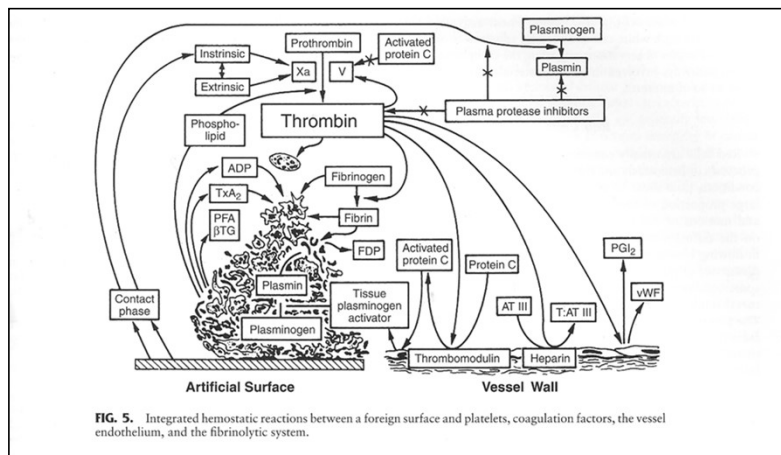 Plasminogen
Instrinsic
Prothrombin
Activated
protein C
Xa
V
Plasmin
Extrinsic
Plasma protease inhibitors
Phospho-
lipid
Thrombin
ADP
Fibrinogen
TxA2
Fibrin
PFA
βTG
FDP
Activated
protein C
Protein C
PGI2
vWF
Plasmin
Tissue
plasminogen
activator
AT III
T:AT III
Contact
phase
Plasminogen
Thrombomodulin
Heparin
Artificial Surface
Vessel Wall
FIG. 5. Integrated hemostatic reactions between a foreign surface and platelets, coagulation factors, the vessel
endothelium, and the fibrinolytic system.